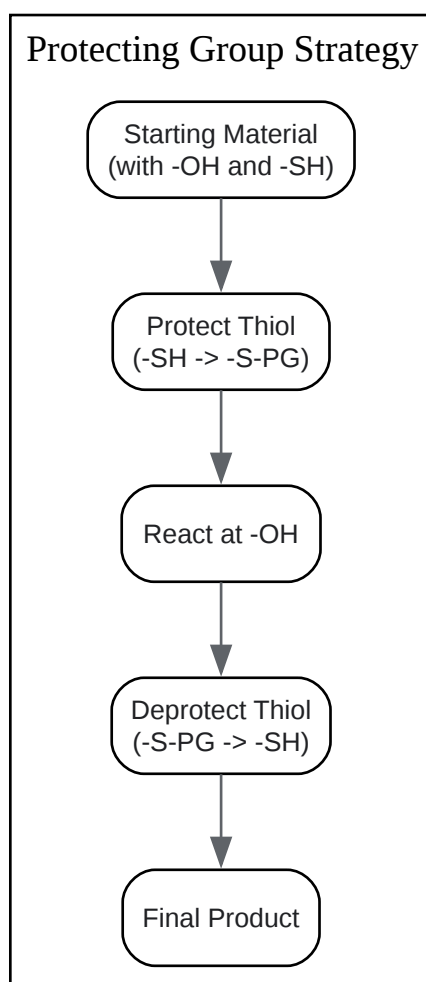 Protecting Group Strategy
Starting Material
(with -OH and -SH)
Protect Thiol
(-SH -> -S-PG)
React at -OH
Deprotect Thiol
(-S-PG -> -SH)
Final Product